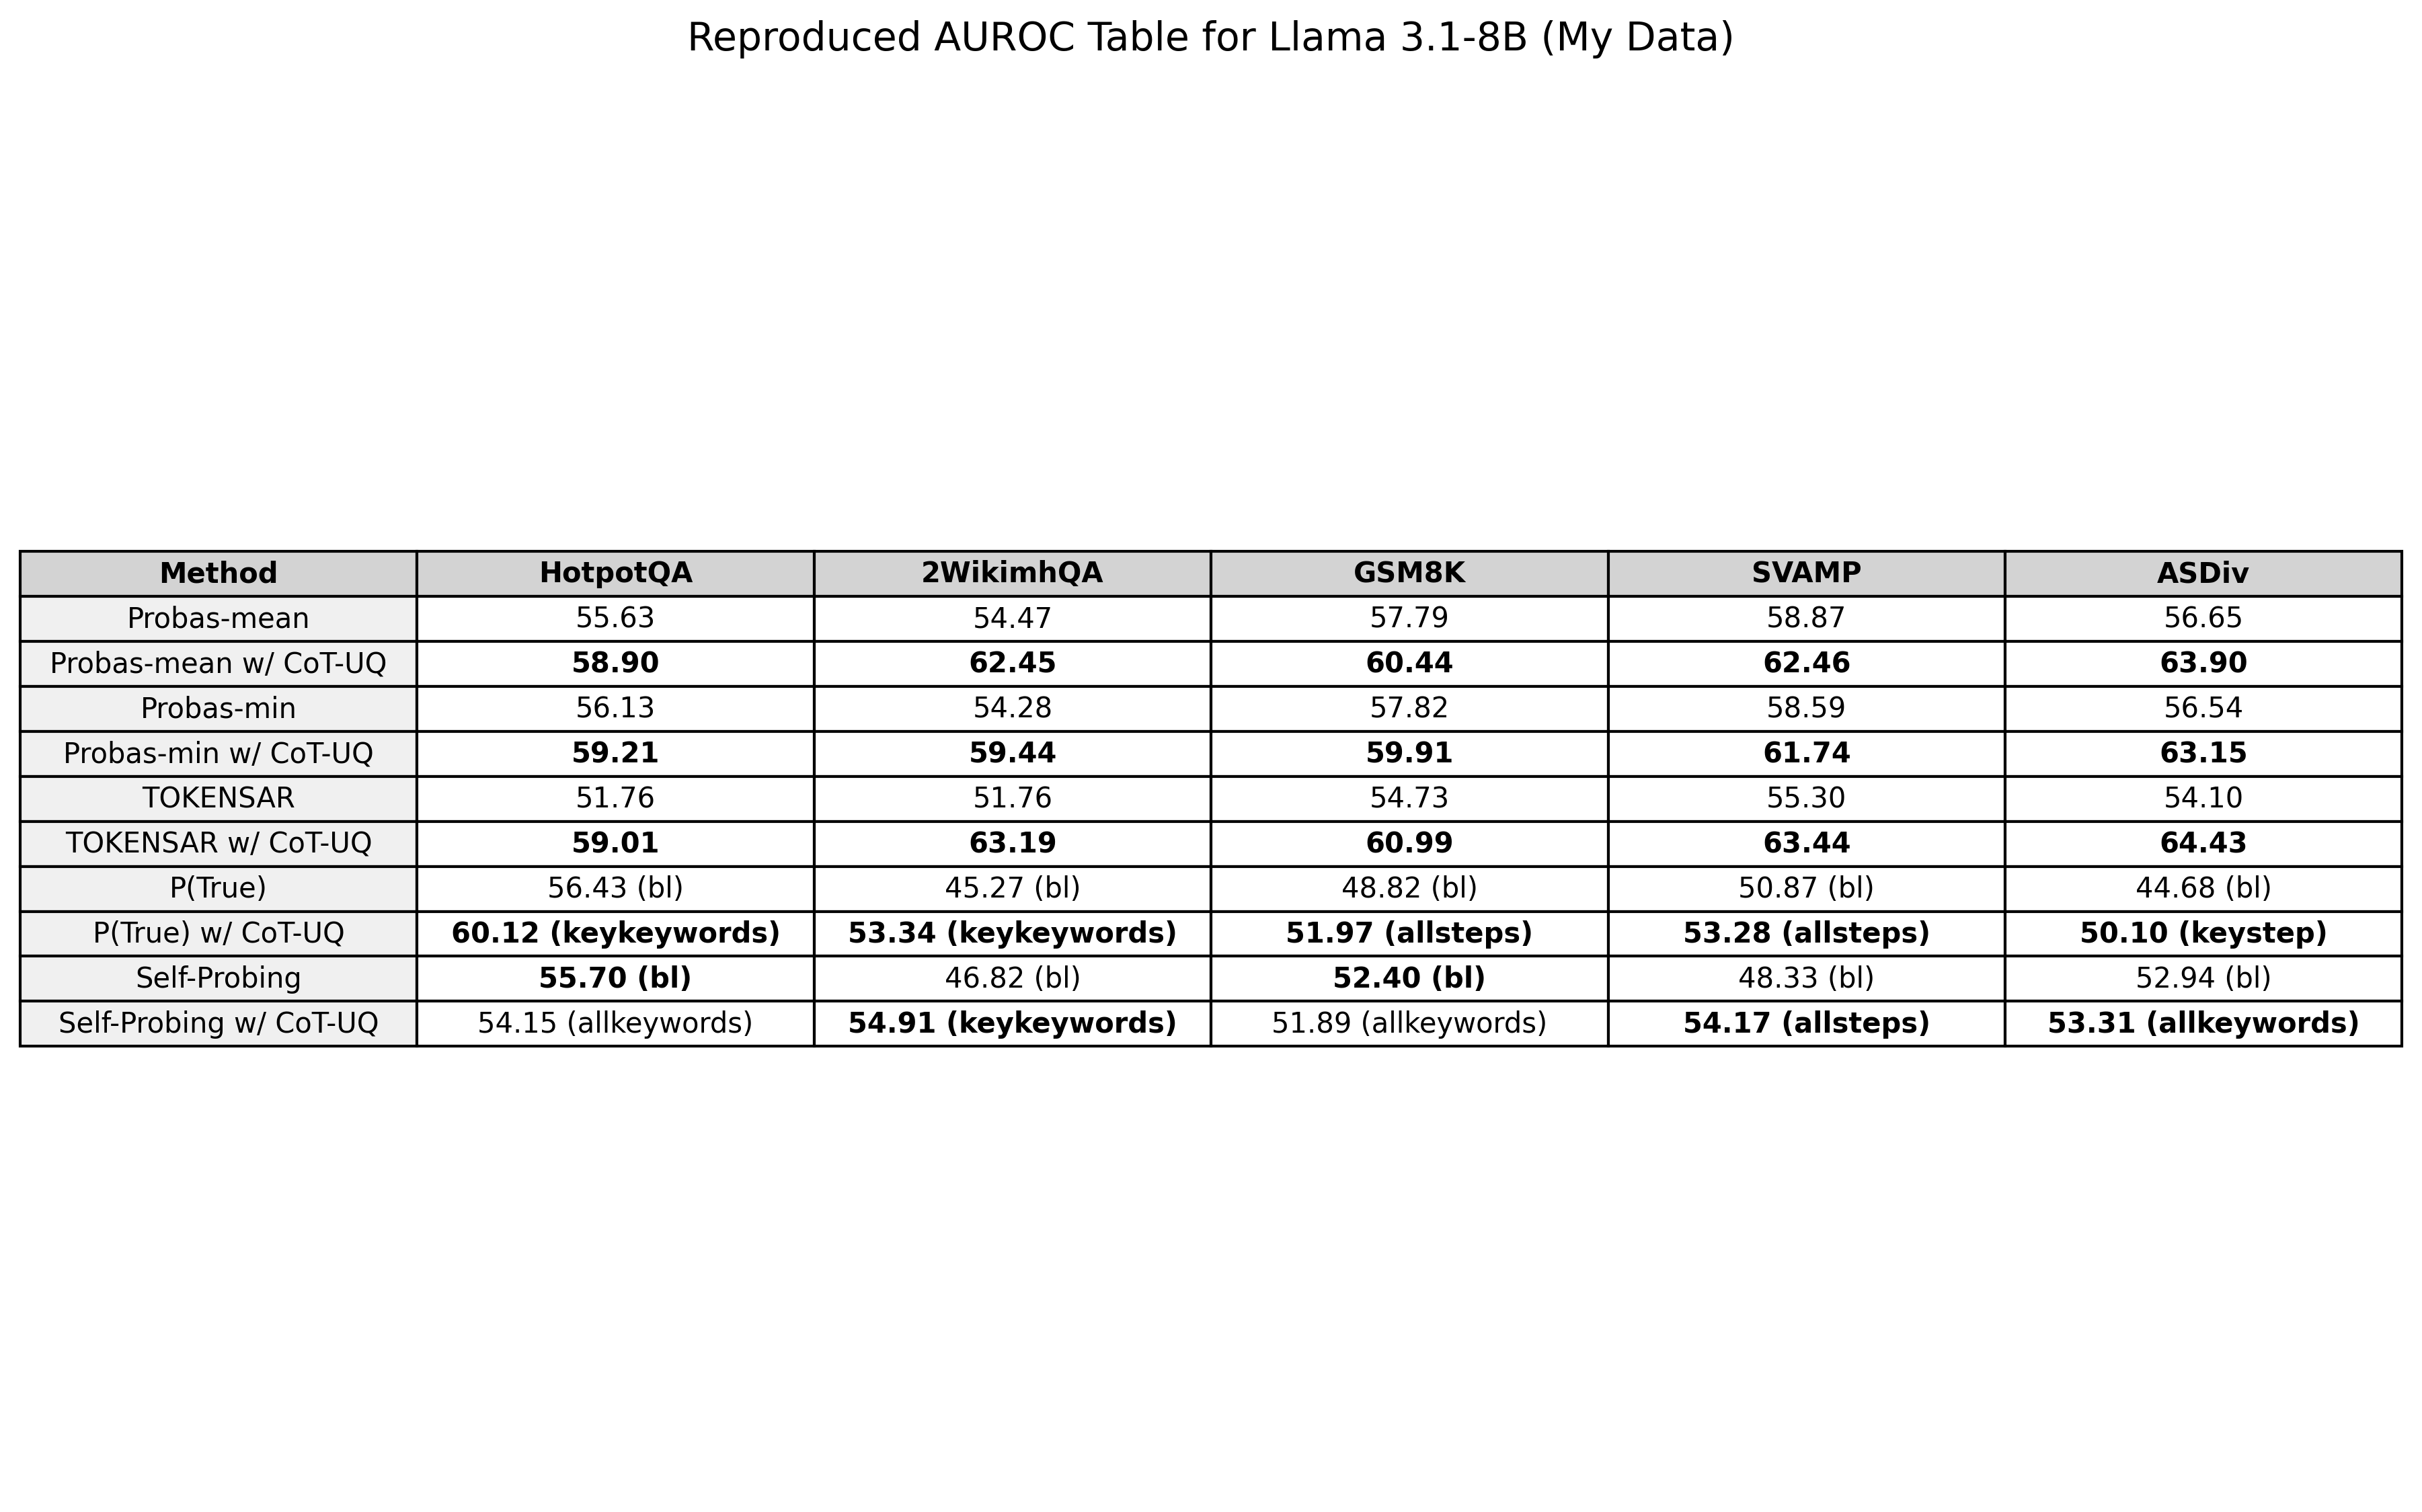 Reproduced AUROC Table for Llama 3.1-8B (My Data)
Method HotpotQA 2WikimhQA GSM8K SVAMP ASDiv
Probas-mean 55.63 54.47 57.79 58.87 56.65
Probas-mean w/ CoT-UQ 58.90 62.45 60.44 62.46 63.90
Probas-min 56.13 54.28 57.82 58.59 56.54
Probas-min w/ CoT-UQ 59.21 59.44 59.91 61.74 63.15
TOKENSAR 51.76 51.76 54.73 55.30 54.10
TOKENSAR w/ CoT-UQ 59.01 63.19 60.99 63.44 64.43
P(True) 56.43 (bl) 45.27 (bl) 48.82 (bl) 50.87 (bl) 44.68 (bl)
P(True) w/ CoT-UQ 60.12 (keykeywords) 53.34 (keykeywords) 51.97 (allsteps) 53.28 (allsteps) 50.10 (keystep)
Self-Probing 55.70 (bl) 46.82 (bl) 52.40 (bl) 48.33 (bl) 52.94 (bl)
Self-Probing w/ CoT-UQ 54.15 (allkeywords) 54.91 (keykeywords) 51.89 (allkeywords) 54.17 (allsteps) 53.31 (allkeywords)